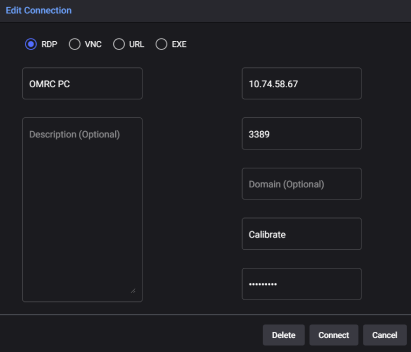 Edit Connection
RDP VNC URL EXE
OMRC PC
10.74.58.67
Description (Optional)
3389
Domain (Optional)
Calibrate
•••••••••
Delete Connect Cancel